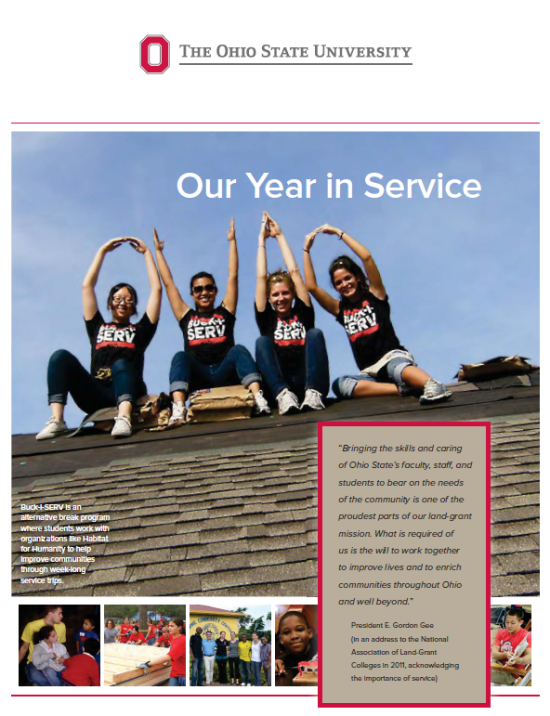 THE OHIO STATE UNIVERSITY
Our Year in Service
BUCK-I-
SERV
BUCK-I-
SERV
SERV
BUCK-I-
SERV
"Bringing the skills and caring
of Ohio State's faculty, staff, and
students to bear on the needs
of the community is one of the
proudest parts of our land-grant
mission. What is required of
us is the will to work together
to improve lives and to enrich
communities throughout Ohio
and well beyond."
President E. Gordon Gee
(in an address to the National
Association of Land-Grant
Colleges in 2011, acknowledging
the importance of service)
Buck-I-SERV is an
alternative break program
where students work with
organizations like Habitat
for Humanity to help
improve communities
through week-long
service trips.